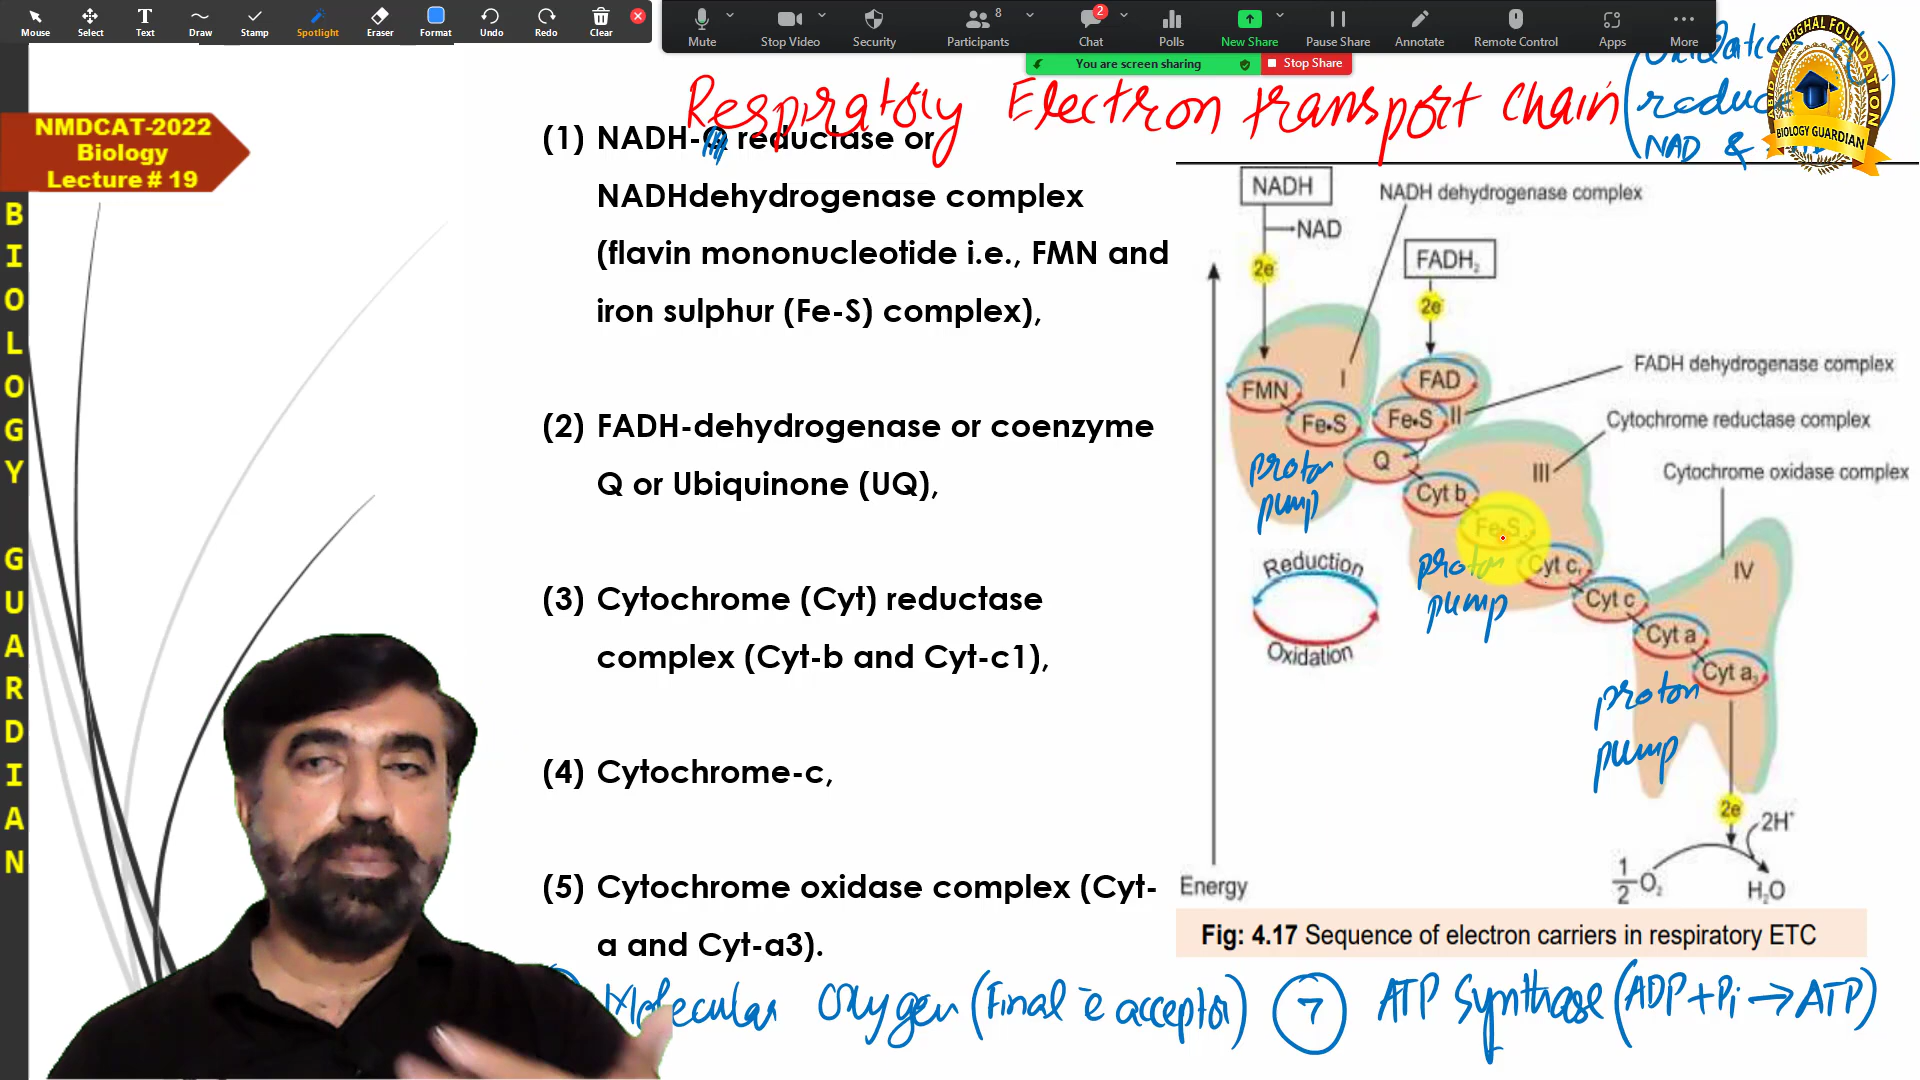 Mouse Select Text Draw Stamp Spotlight Eraser Format Undo Redo Clear
Mute Stop Video Security Participants 8 Chat 2 Polls New Share Pause Share Annotate Remote Control Apps More
You are screen sharing Stop Share
Respiratory Electron transport chain
NAD &
ABID ALI MUGHAL FOUNDATION
BIOLOGY GUARDIAN
NMDCAT-2022
Biology
Lecture # 19
BIOLOGY GUARDIAN
(1) NADH-Q reductase or
NADHdehydrogenase complex
(flavin mononucleotide i.e., FMN and
iron sulphur (Fe-S) complex),
(2) FADH-dehydrogenase or coenzyme
Q or Ubiquinone (UQ),
(3) Cytochrome (Cyt) reductase
complex (Cyt-b and Cyt-c1),
(4) Cytochrome-c,
(5) Cytochrome oxidase complex (Cyt-
a and Cyt-a3).
NADH
NADH dehydrogenase complex
NAD
FADH₂
2e
2e
FADH dehydrogenase complex
FMN I FAD
Cytochrome reductase complex
Fe•S Fe•S II
Q III
Cytochrome oxidase complex
proton
pump
Cyt b
Fe•S
Reduction
proton
pump
Cyt c₁
IV
Cyt c
Oxidation
Cyt a
Cyt a₃
proton
pump
2e
2H⁺
½O₂ H₂O
Energy
Fig: 4.17 Sequence of electron carriers in respiratory ETC
Molecular Oxygen (Final e acceptor) 7 ATP Synthase (ADP+Pi → ATP)